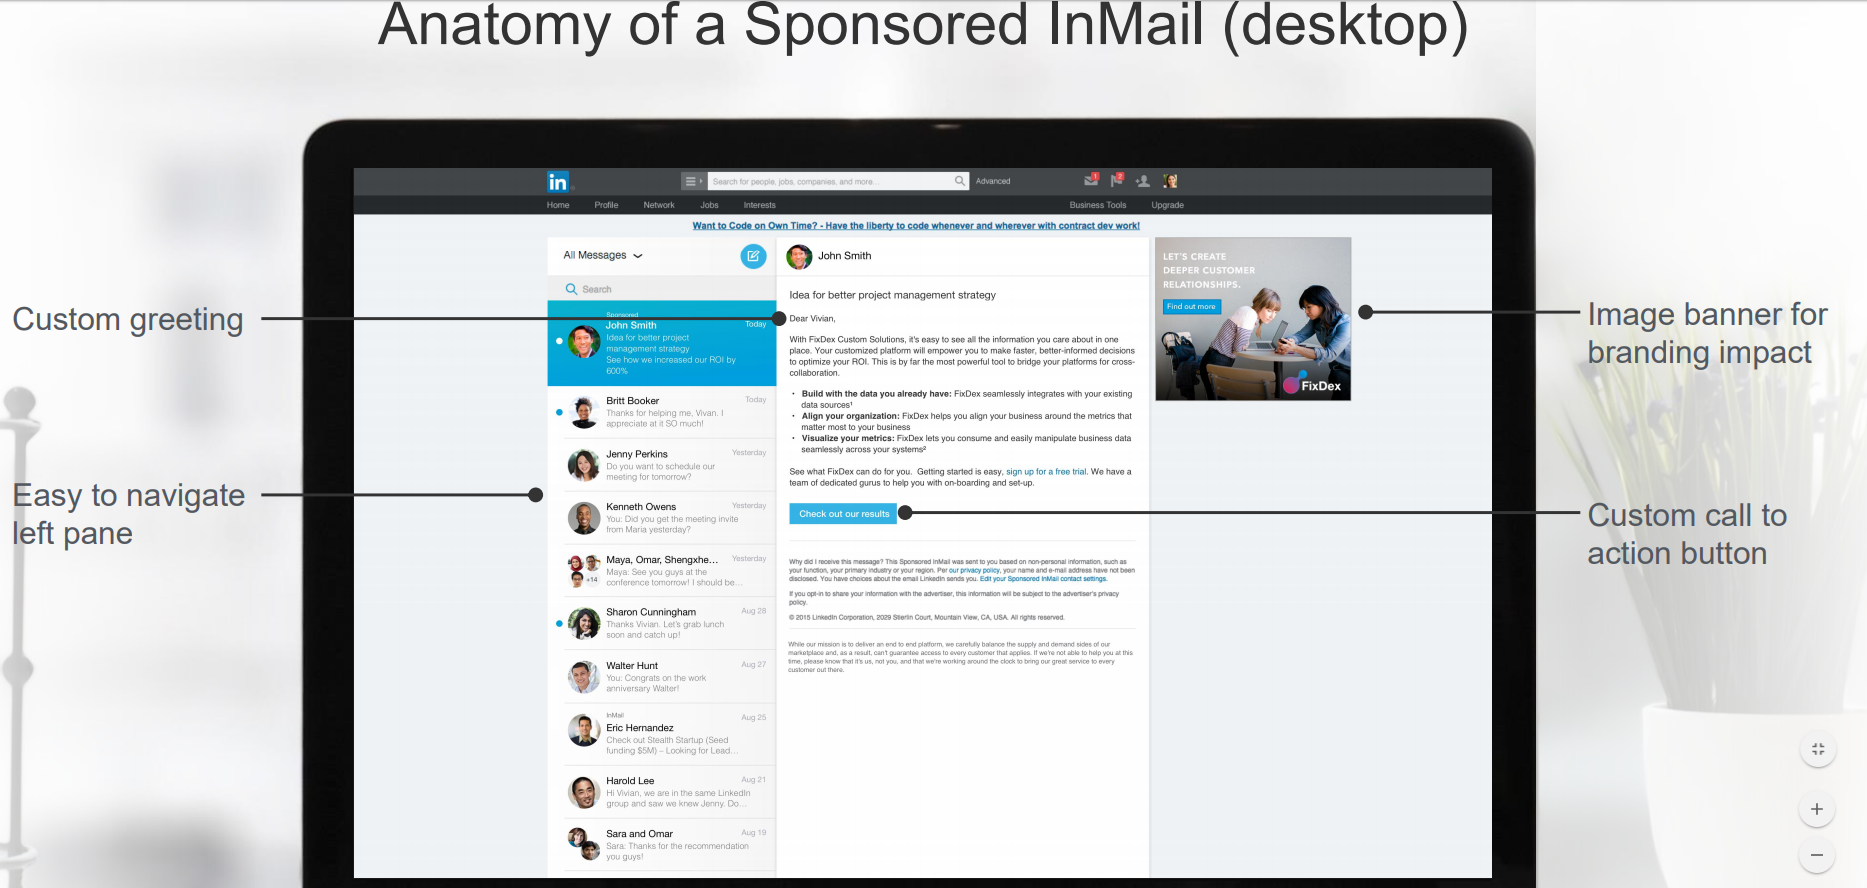 Anatomy of a Sponsored InMail (desktop)
in
Search for people, jobs, companies, and more...
Advanced
1
2
Home Profile Network Jobs Interests
Business Tools Upgrade
Want to Code on Own Time? - Have the liberty to code whenever and wherever with contract dev work!
All Messages
Search
Sponsored
John Smith Today
Idea for better project
management strategy
See how we increased our ROI by
600%
Britt Booker Today
Thanks for helping me, Vivan. I
appreciate at it SO much!
Jenny Perkins Yesterday
Do you want to schedule our
meeting for tomorrow?
Kenneth Owens Yesterday
You: Did you get the meeting invite
from Maria yesterday?
Maya, Omar, Shengxhe... Yesterday
+14
Maya: See you guys at the
conference tomorrow! I should be...
Sharon Cunningham Aug 28
Thanks Vivian. Let's grab lunch
soon and catch up!
Walter Hunt Aug 27
You: Congrats on the work
anniversary Walter!
InMail
Eric Hernandez Aug 25
Check out Stealth Startup (Seed
funding $5M) – Looking for Lead...
Harold Lee Aug 21
Hi Vivian, we are in the same LinkedIn
group and saw we knew Jenny. Do...
Sara and Omar Aug 19
Sara: Thanks for the recommendation
you guys!
John Smith
Idea for better project management strategy
Dear Vivian,
With FixDex Custom Solutions, it's easy to see all the information you care about in one
place. Your customized platform will empower you to make faster, better-informed decisions
to optimize your ROI. This is by far the most powerful tool to bridge your platforms for cross-
collaboration.
• Build with the data you already have: FixDex seamlessly integrates with your existing
data sources¹
• Align your organization: FixDex helps you align your business around the metrics that
matter most to your business
• Visualize your metrics: FixDex lets you consume and easily manipulate business data
seamlessly across your systems²
See what FixDex can do for you. Getting started is easy, sign up for a free trial. We have a
team of dedicated gurus to help you with on-boarding and set-up.
Check out our results
Why did I receive this message? This Sponsored InMail was sent to you based on non-personal information, such as
your function, your primary industry or your region. Per our privacy policy, your name and e-mail address have not been
disclosed. You have choices about the email LinkedIn sends you. Edit your Sponsored InMail contact settings.
If you opt-in to share your information with the advertiser, this information will be subject to the advertiser's privacy
policy.
© 2015 LinkedIn Corporation, 2029 Stierlin Court, Mountain View, CA, USA. All rights reserved.
While our mission is to deliver an end to end platform, we carefully balance the supply and demand sides of our
marketplace and, as a result, can't guarantee access to every customer that applies. If we're not able to help you at this
time, please know that it's us, not you, and that we're working around the clock to bring our great service to every
customer out there.
LET'S CREATE
DEEPER CUSTOMER
RELATIONSHIPS.
Find out more
FixDex
Custom greeting
Easy to navigate
left pane
Image banner for
branding impact
Custom call to
action button